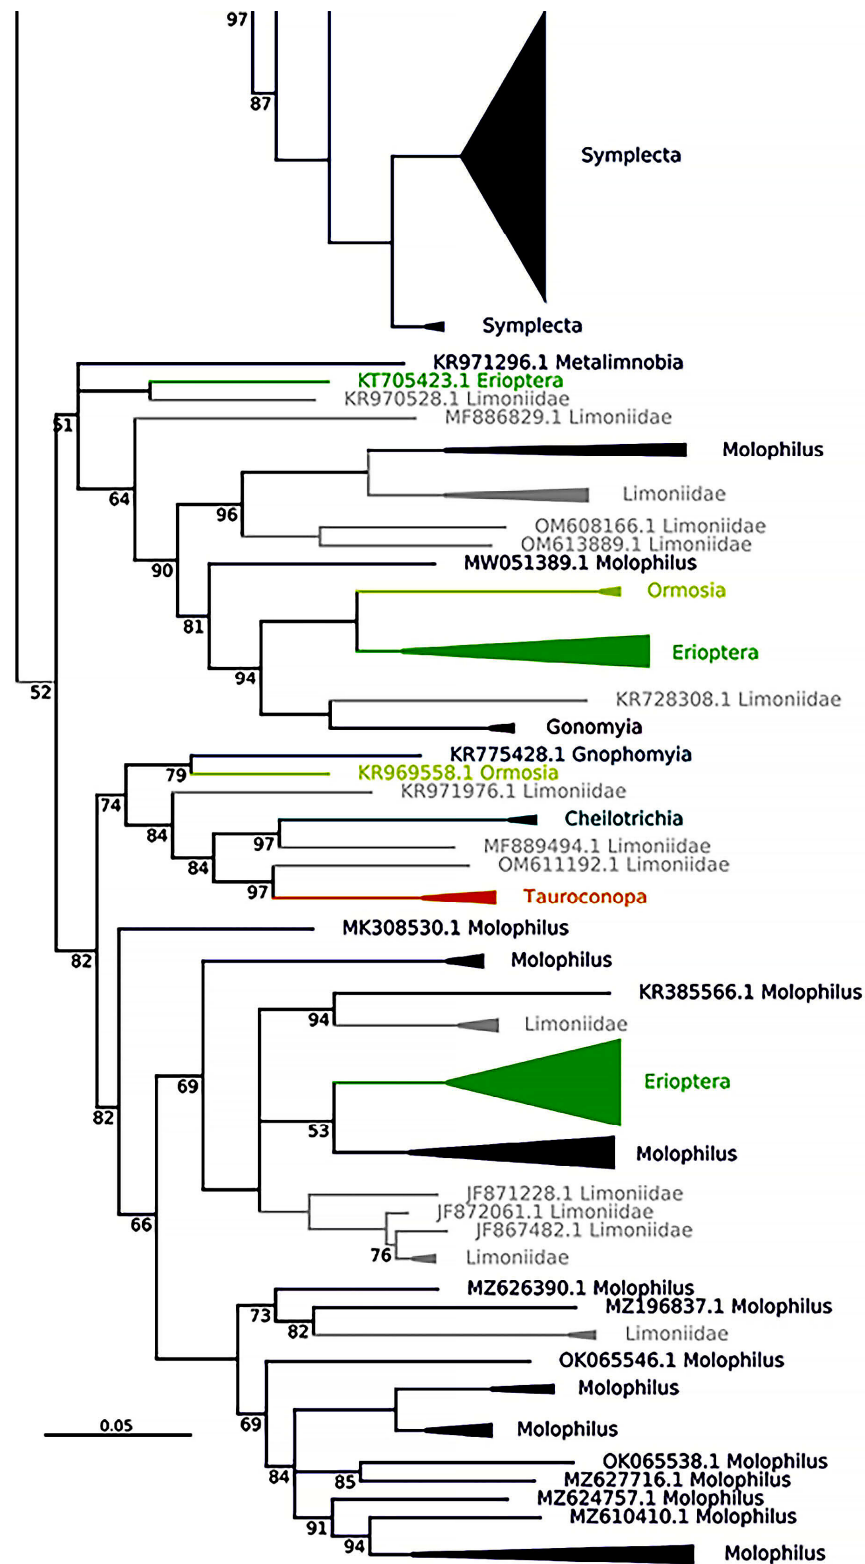 97
87
Symplecta
Symplecta
KR971296.1 Metalimnobia
KT705423.1 Erioptera
KR970528.1 Limoniidae
MF886829.1 Limoniidae
51
Molophilus
64
Limoniidae
96
OM608166.1 Limoniidae
OM613889.1 Limoniidae
MW051389.1 Molophilus
90
Ormosia
81
Erioptera
94
52
KR728308.1 Limoniidae
Gonomyia
KR775428.1 Gnophomyia
79
KR969558.1 Ormosia
KR971976.1 Limoniidae
74
Cheilotrichia
84
97
MF889494.1 Limoniidae
84
OM611192.1 Limoniidae
97
Tauroconopa
MK308530.1 Molophilus
82
Molophilus
KR385566.1 Molophilus
94
Limoniidae
69
Erioptera
82
53
Molophilus
JF871228.1 Limoniidae
JF872061.1 Limoniidae
66
JF867482.1 Limoniidae
76
Limoniidae
MZ626390.1 Molophilus
MZ196837.1 Molophilus
73
82
Limoniidae
OK065546.1 Molophilus
Molophilus
69
0.05
Molophilus
OK065538.1 Molophilus
84
85
MZ627716.1 Molophilus
MZ624757.1 Molophilus
MZ610410.1 Molophilus
91
94
Molophilus